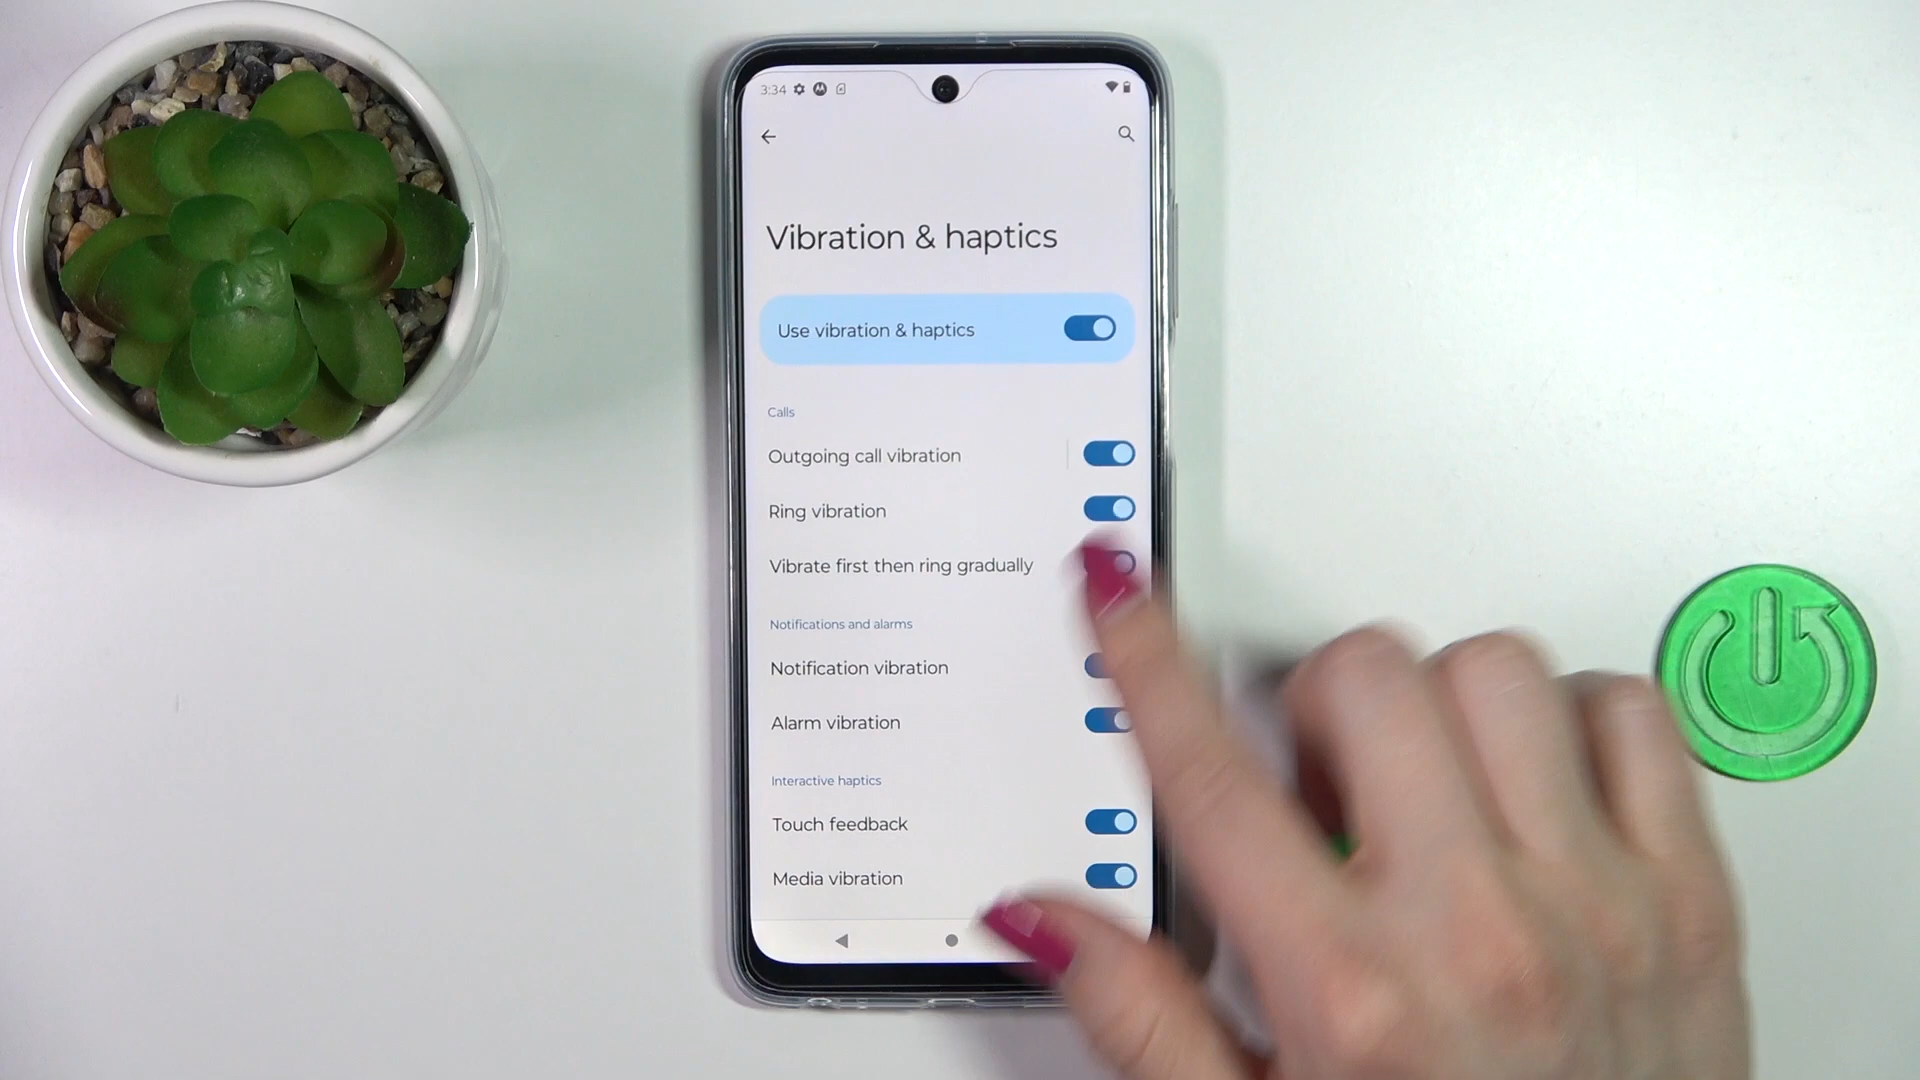 3:34
Vibration & haptics
Use vibration & haptics
Calls
Outgoing call vibration
Ring vibration
Vibrate first then ring gradually
Notifications and alarms
Notification vibration
Alarm vibration
Interactive haptics
Touch feedback
Media vibration